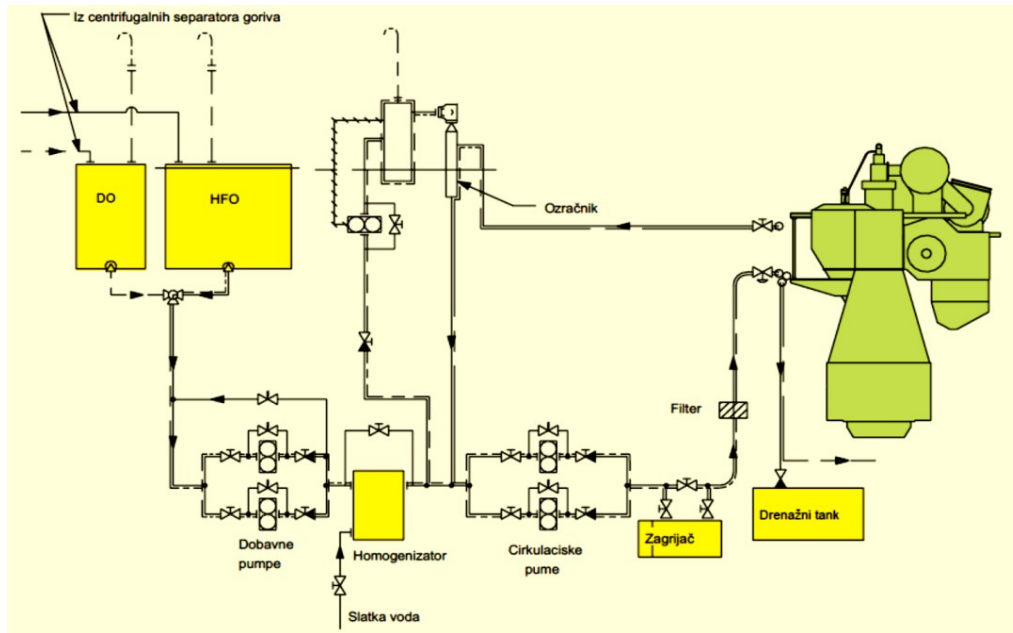 Iz centrifugalnih separatora goriva
DO
HFO
Ozračnik
Filter
Drenažni tank
Zagrijač
Dobavne
pumpe
Homogenizator
Cirkulaciske
pume
Slatka voda